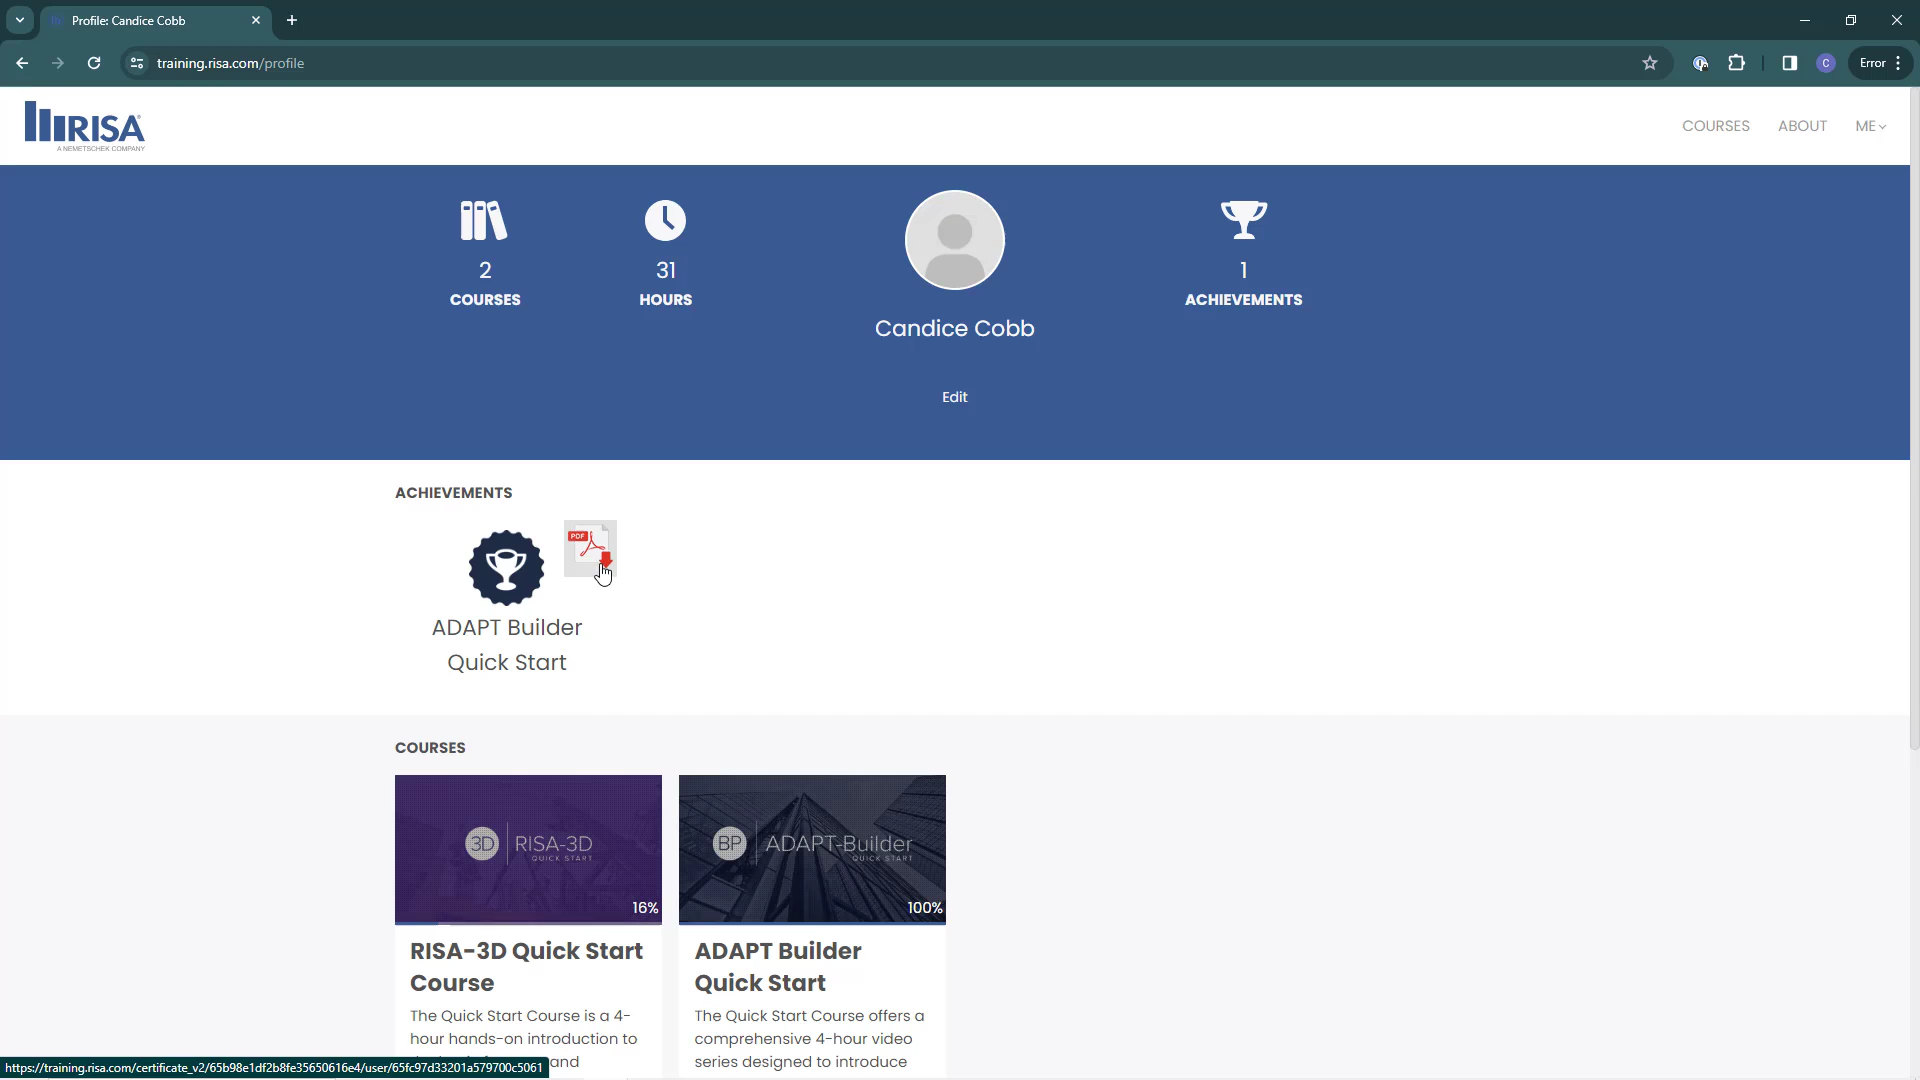 Profile: Candice Cobb
training.risa.com/profile
C
Error
RISA
A NEMETSCHEK COMPANY
COURSES
ABOUT
ME
2
COURSES
31
HOURS
Candice Cobb
1
ACHIEVEMENTS
Edit
ACHIEVEMENTS
PDF
ADAPT Builder
Quick Start
COURSES
3D RISA-3D
QUICK START
16%
BP ADAPT-Builder
QUICK START
100%
RISA-3D Quick Start
Course
The Quick Start Course is a 4-
hour hands-on introduction to
and
ADAPT Builder
Quick Start
The Quick Start Course offers a
comprehensive 4-hour video
series designed to introduce
https://training.risa.com/certificate_v2/65b98e1df2b8fe35650616e4/user/65fc97d33201a579700c5061